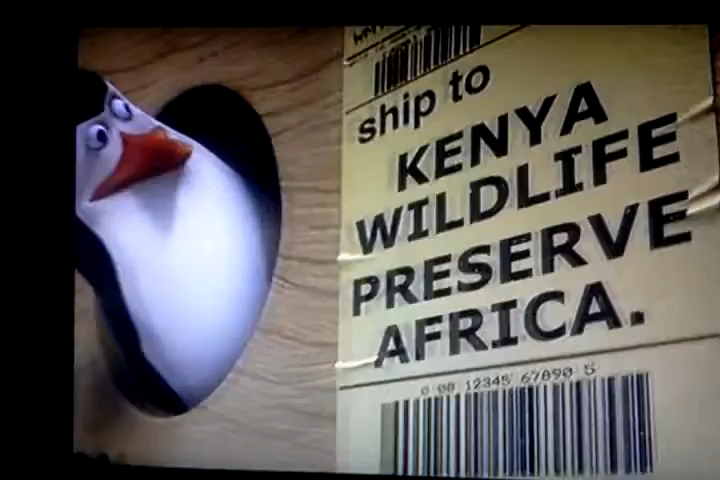 ship to
KENYA
WILDLIFE
PRESERVE
AFRICA.
0 00 12345 67890 5